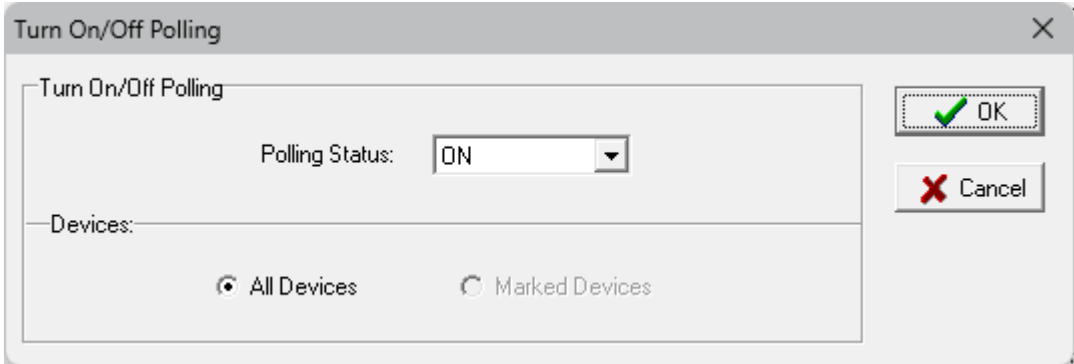 Turn On/Off Polling
Turn On/Off Polling
Polling Status: ON
OK
Cancel
Devices:
All Devices Marked Devices